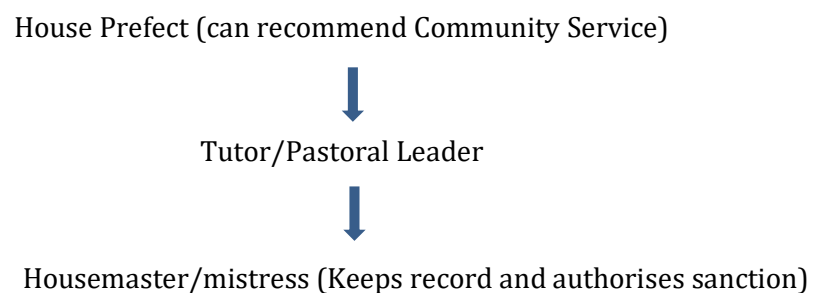 House Prefect (can recommend Community Service)
Tutor/Pastoral Leader
Housemaster/mistress (Keeps record and authorises sanction)